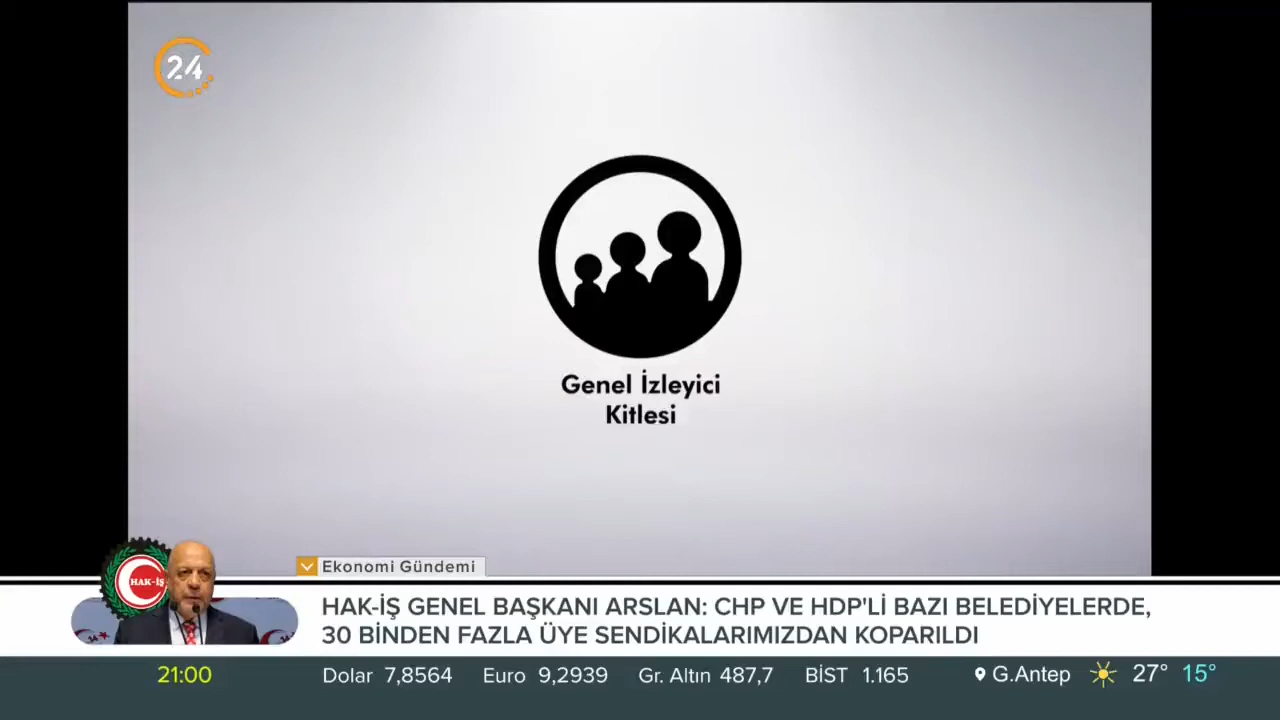 24
Genel İzleyici
Kitlesi
HAK-İŞ
Ekonomi Gündemi
HAK-İŞ GENEL BAŞKANI ARSLAN: CHP VE HDP'Lİ BAZI BELEDİYELERDE,
30 BİNDEN FAZLA ÜYE SENDİKALARIMIZDAN KOPARILDI
21:00 Dolar 7,8564 Euro 9,2939 Gr. Altın 487,7 BİST 1.165 G.Antep 27° 15°